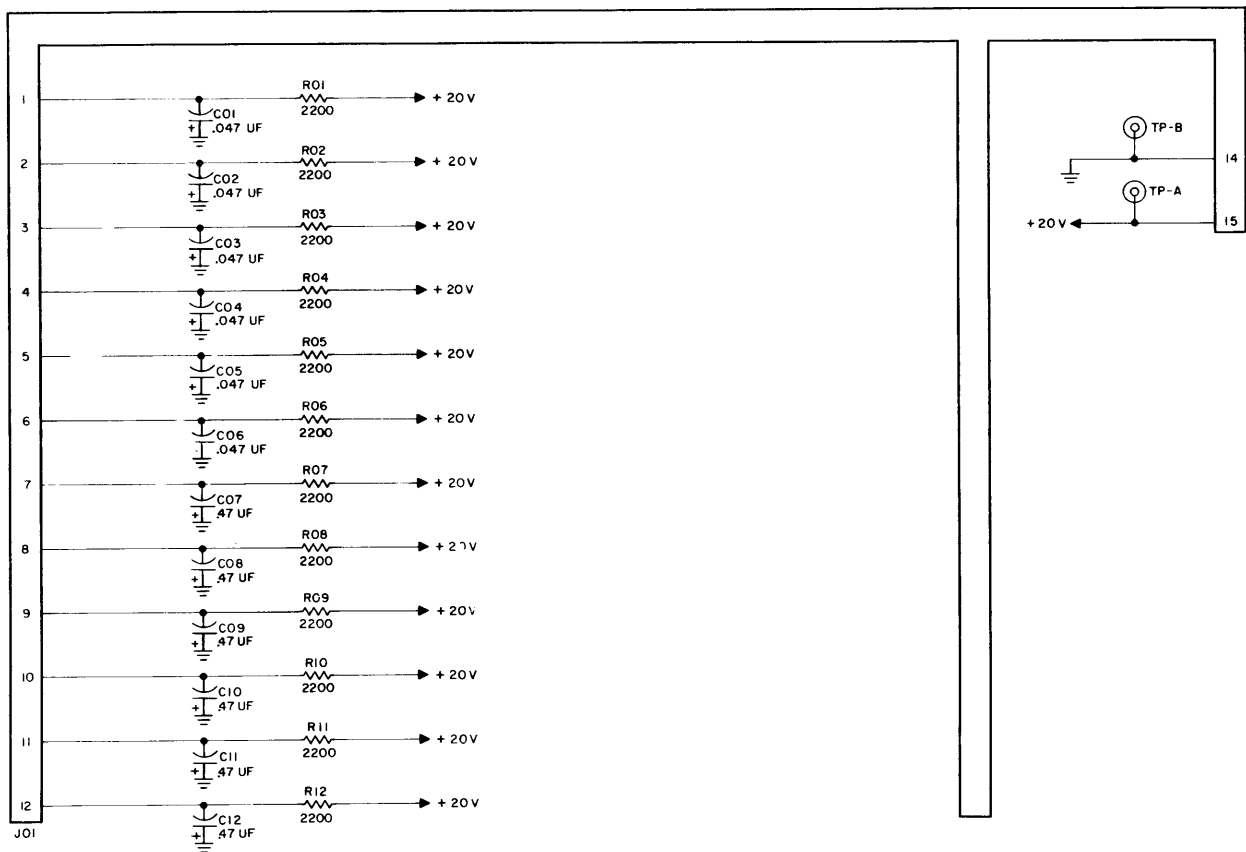 R01
1 + 20 V
2200
C01
+ .047 UF
R02
2 + 20 V
2200
C02
+ .047 UF
R03
3 + 20 V
2200
C03
+ .047 UF
R04
4 + 20V
2200
C04
+ .047 UF
R05
5 + 20V
2200
C05
+ .047 UF
R06
6 + 20V
2200
C06
.047 UF
R07
7 + 20V
2200
C07
+ .47 UF
R08
8
2200
C08
+ .47 UF
R09
9 + 20V
2200
C09
+ .47 UF
R10
10 + 20V
2200
C10
+ .47 UF
R11
11 + 20V
2200
C11
+ .47 UF
R12
12 + 20V
2200
C12
+ .47 UF
J01
TP-B
14
TP-A
+20V 15